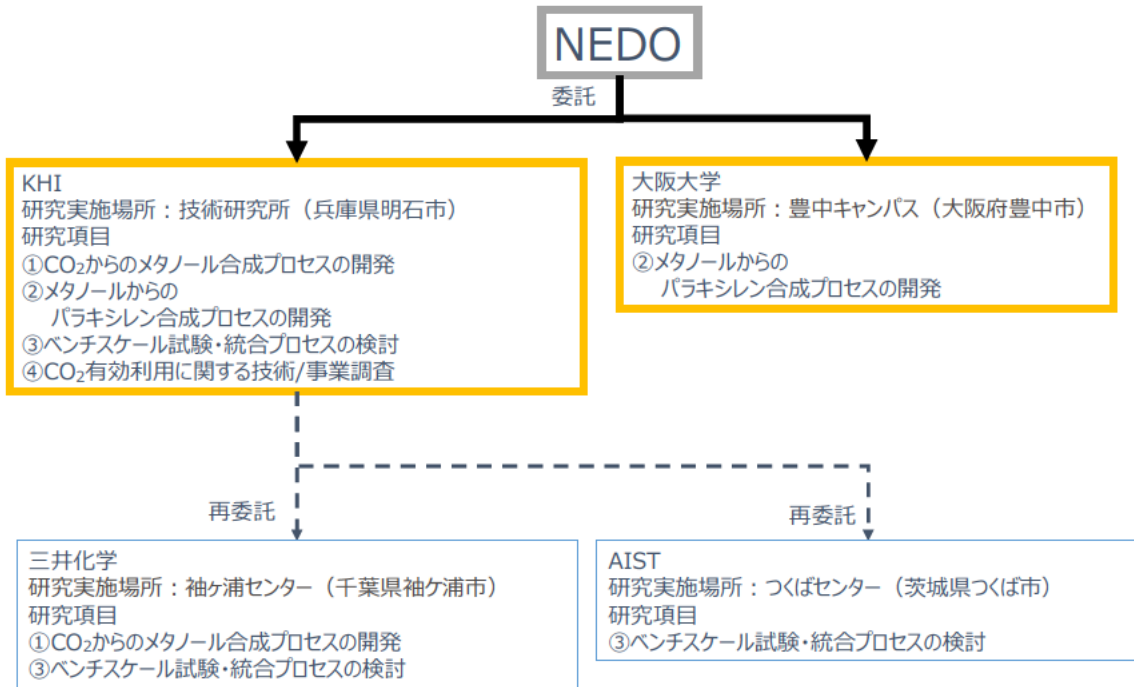 NEDO
委託
KHI
研究実施場所：技術研究所（兵庫県明石市）
研究項目
①CO₂からのメタノール合成プロセスの開発
②メタノールからの
パラキシレン合成プロセスの開発
③ベンチスケール試験・統合プロセスの検討
④CO₂有効利用に関する技術/事業調査
大阪大学
研究実施場所：豊中キャンパス（大阪府豊中市）
研究項目
②メタノールからの
パラキシレン合成プロセスの開発
再委託
再委託
三井化学
研究実施場所：袖ヶ浦センター（千葉県袖ケ浦市）
研究項目
①CO₂からのメタノール合成プロセスの開発
③ベンチスケール試験・統合プロセスの検討
AIST
研究実施場所：つくばセンター（茨城県つくば市）
研究項目
③ベンチスケール試験・統合プロセスの検討